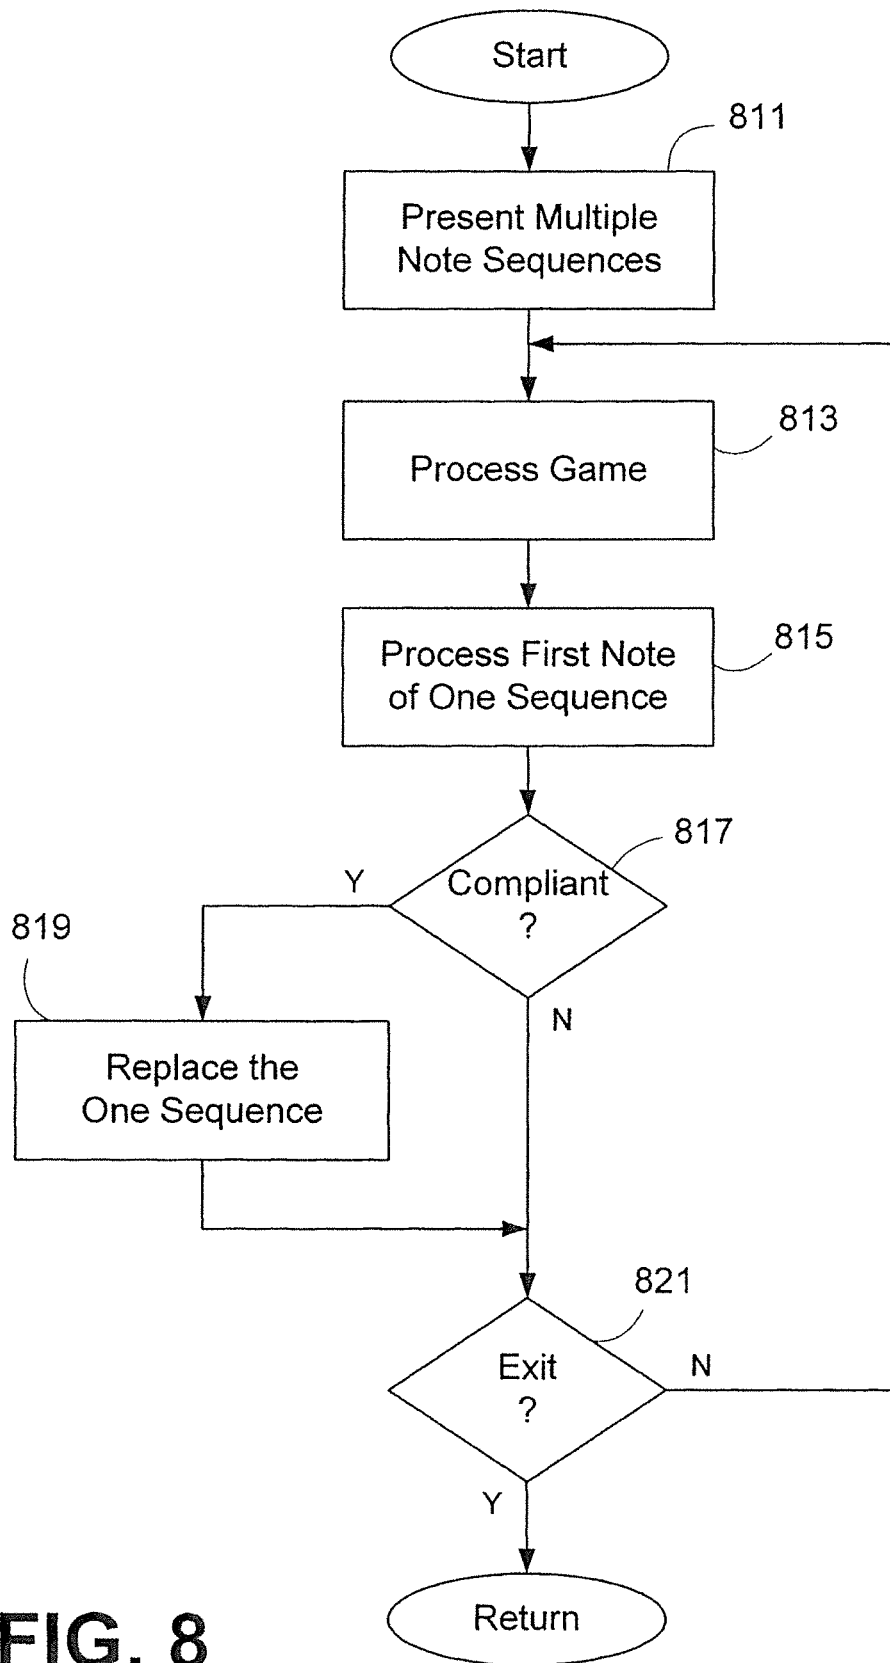 Start
811
Present Multiple
Note Sequences
813
Process Game
815
Process First Note
of One Sequence
817
Compliant
?
Y
N
819
Replace the
One Sequence
821
Exit
?
N
Y
Return
FIG. 8